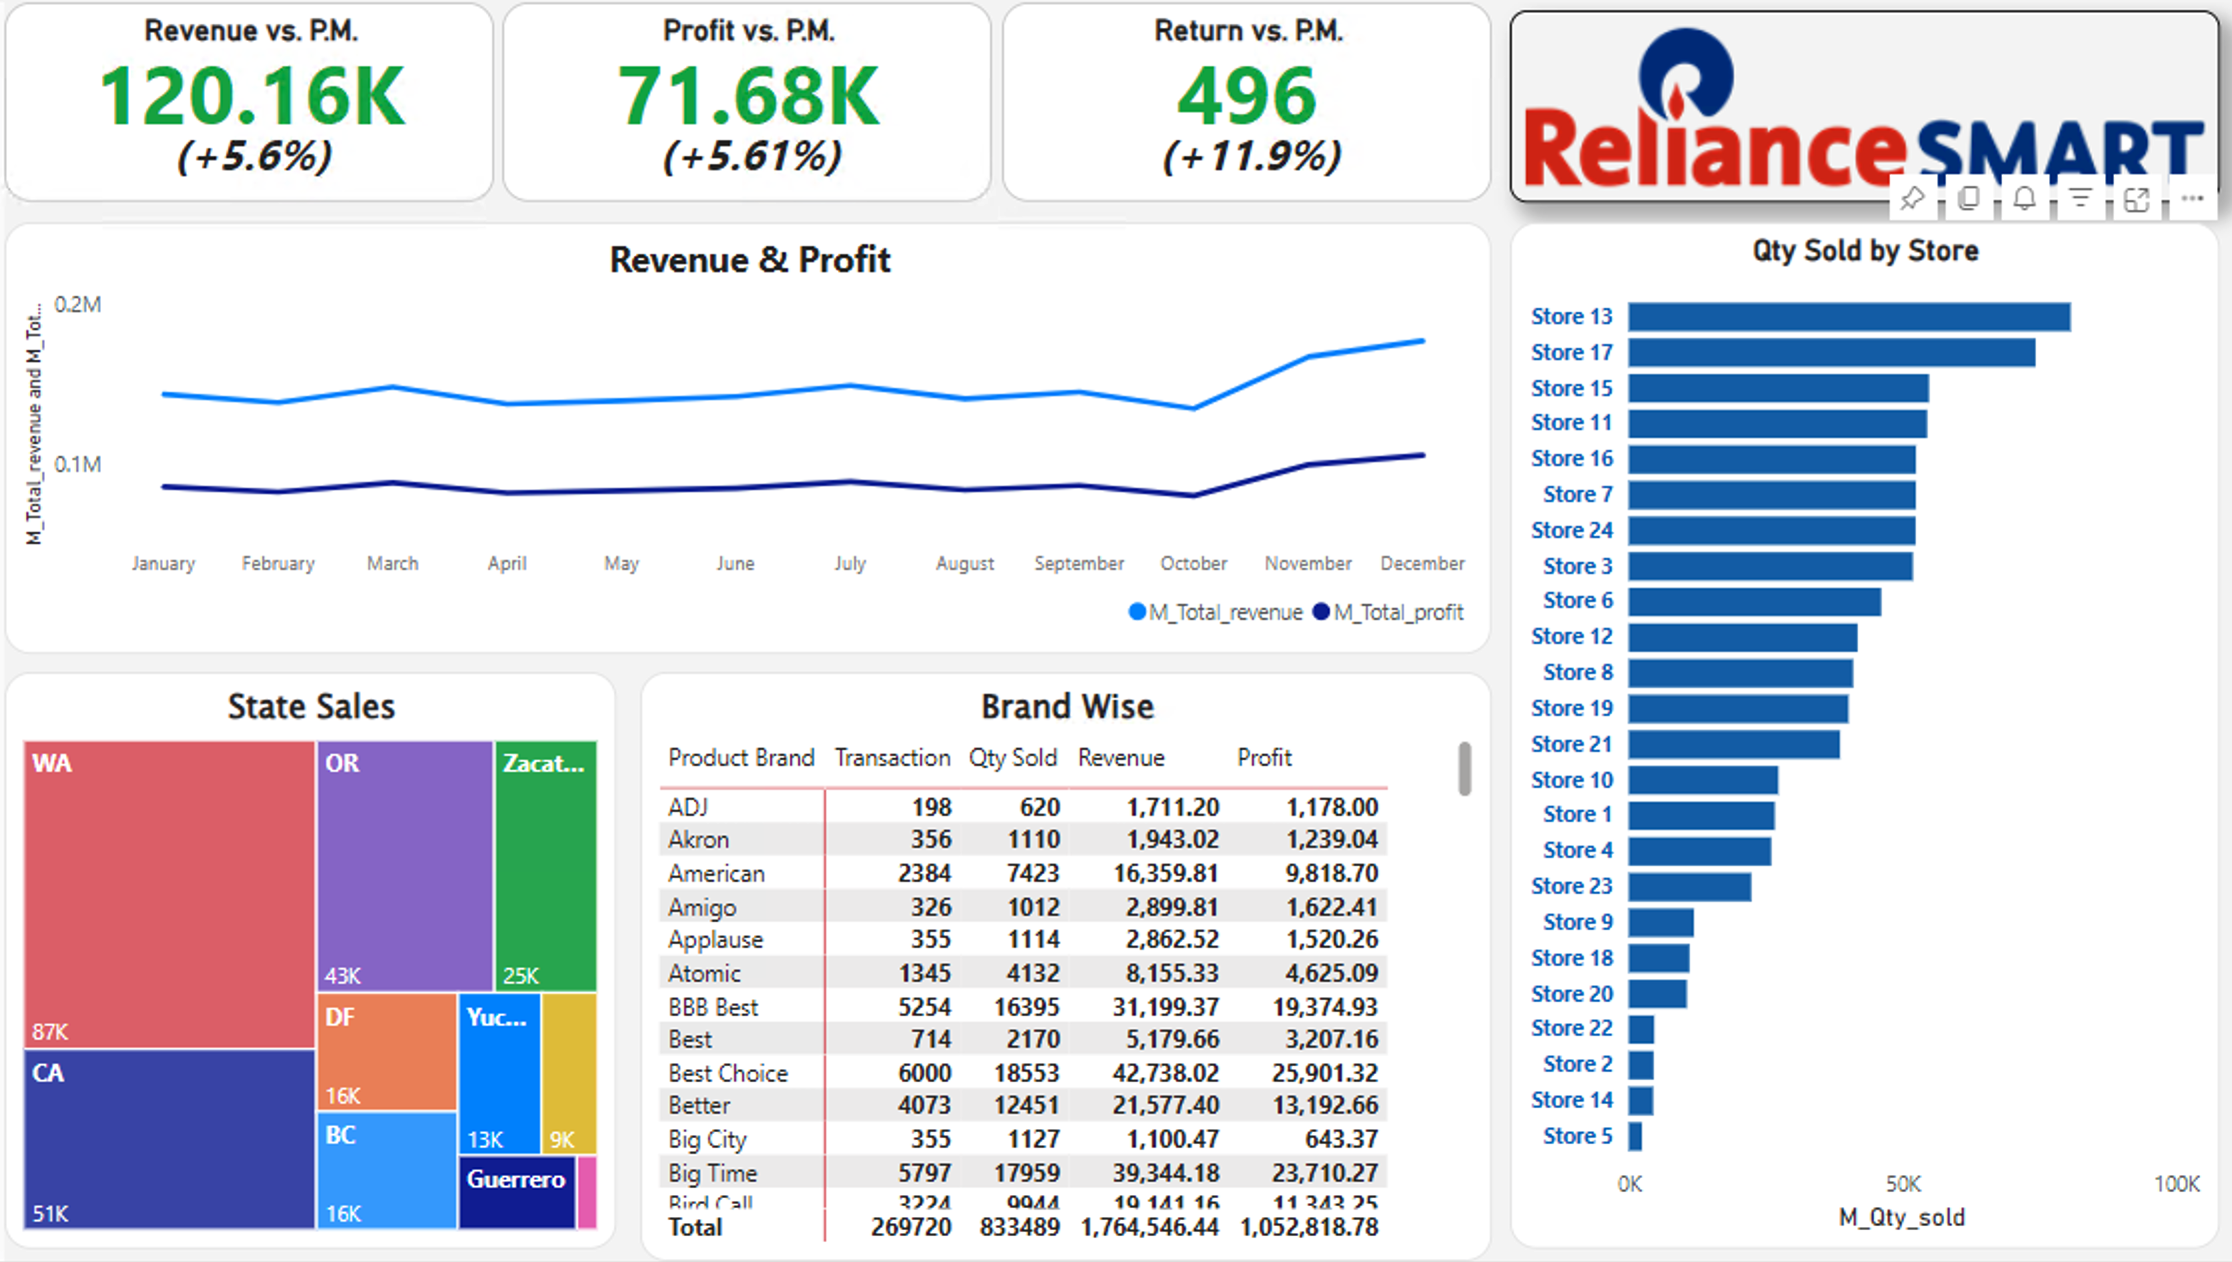 Revenue vs. P.M.
120.16K
(+5.6%)
Profit vs. P.M.
71.68K
(+5.61%)
Return vs. P.M.
496
(+11.9%)
Reliance SMART
Revenue & Profit
M_Total_revenue and M_Tot...
0.2M
0.1M
January February March April May June July August September October November December
M_Total_revenue M_Total_profit
State Sales
WA
87K
CA
51K
OR
43K
Zacat...
25K
DF
16K
BC
16K
Yuc...
13K
9K
Guerrero
Brand Wise
Product Brand Transaction Qty Sold Revenue Profit
ADJ 198 620 1,711.20 1,178.00
Akron 356 1110 1,943.02 1,239.04
American 2384 7423 16,359.81 9,818.70
Amigo 326 1012 2,899.81 1,622.41
Applause 355 1114 2,862.52 1,520.26
Atomic 1345 4132 8,155.33 4,625.09
BBB Best 5254 16395 31,199.37 19,374.93
Best 714 2170 5,179.66 3,207.16
Best Choice 6000 18553 42,738.02 25,901.32
Better 4073 12451 21,577.40 13,192.66
Big City 355 1127 1,100.47 643.37
Big Time 5797 17959 39,344.18 23,710.27
Bird Call 3224 9944 19,141.16 11,343.25
Total 269720 833489 1,764,546.44 1,052,818.78
Qty Sold by Store
Store 13
Store 17
Store 15
Store 11
Store 16
Store 7
Store 24
Store 3
Store 6
Store 12
Store 8
Store 19
Store 21
Store 10
Store 1
Store 4
Store 23
Store 9
Store 18
Store 20
Store 22
Store 2
Store 14
Store 5
0K 50K 100K
M_Qty_sold